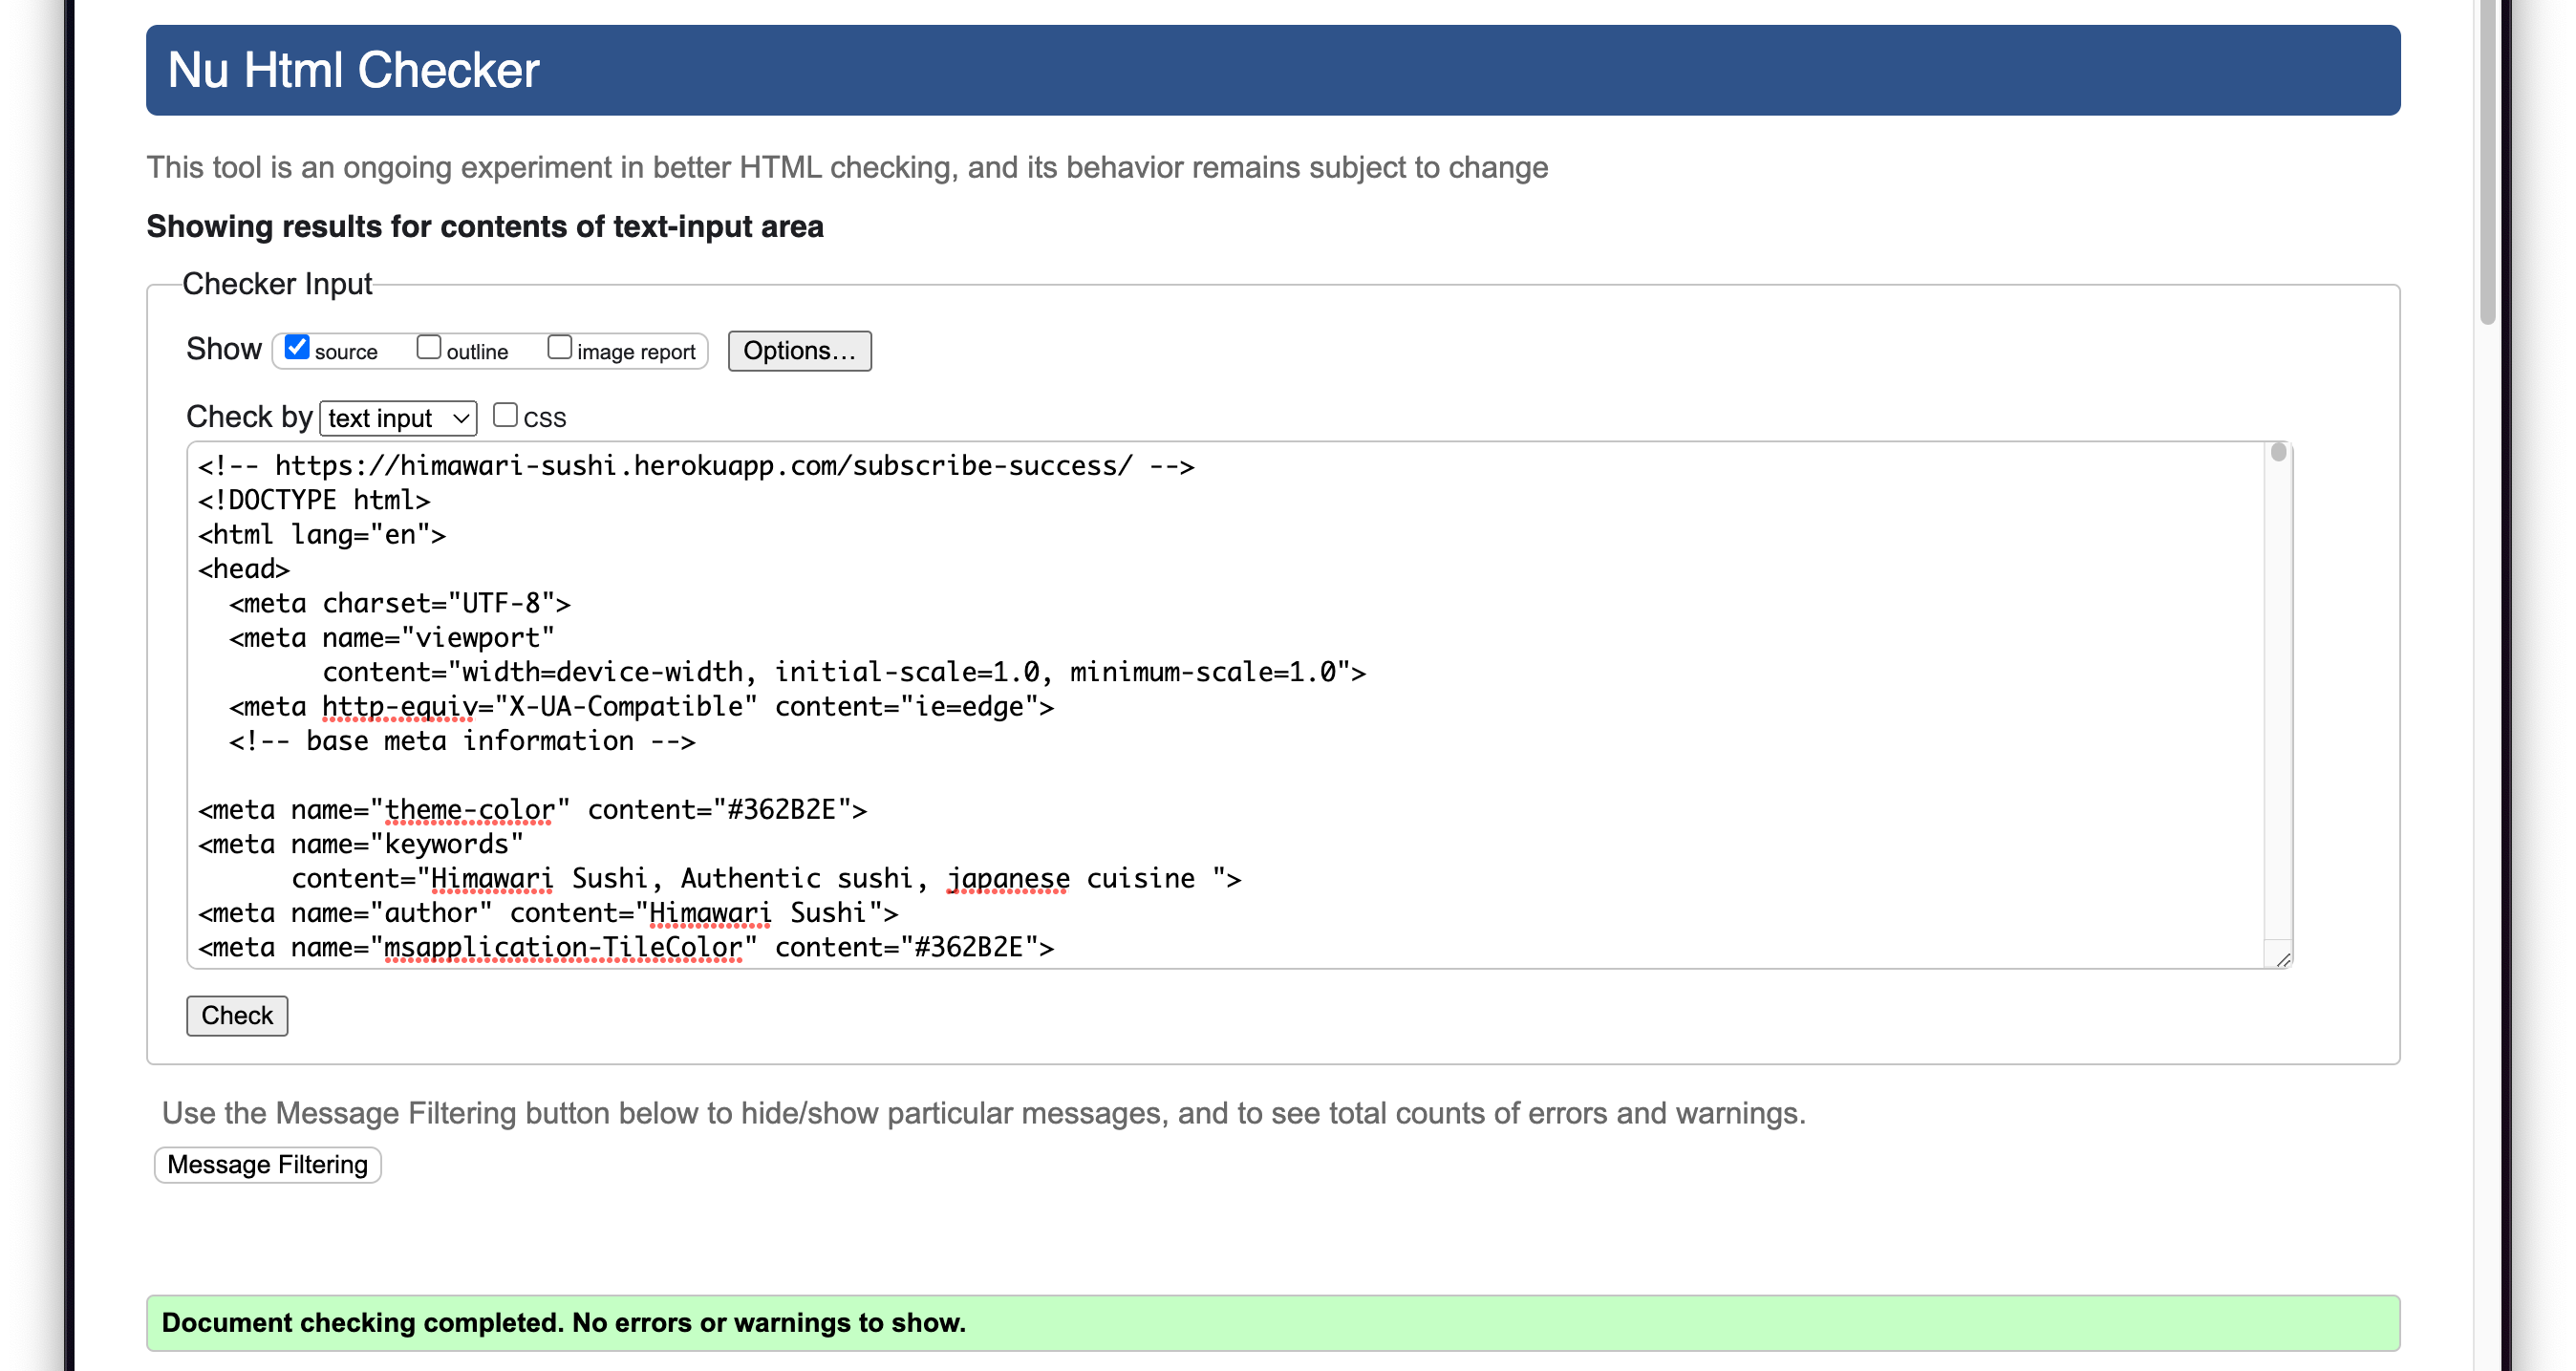 Nu Html Checker
This tool is an ongoing experiment in better HTML checking, and its behavior remains subject to change
Showing results for contents of text-input area
Checker Input
Show source outline image report Options...
Check by text input css
<!-- https://himawari-sushi.herokuapp.com/subscribe-success/ -->
<!DOCTYPE html>
<html lang="en">
<head>
  <meta charset="UTF-8">
  <meta name="viewport"
        content="width=device-width, initial-scale=1.0, minimum-scale=1.0">
  <meta http-equiv="X-UA-Compatible" content="ie=edge">
  <!-- base meta information -->
<meta name="theme-color" content="#362B2E">
<meta name="keywords"
      content="Himawari Sushi, Authentic sushi, japanese cuisine ">
<meta name="author" content="Himawari Sushi">
<meta name="msapplication-TileColor" content="#362B2E">
Check
Use the Message Filtering button below to hide/show particular messages, and to see total counts of errors and warnings.
Message Filtering
Document checking completed. No errors or warnings to show.